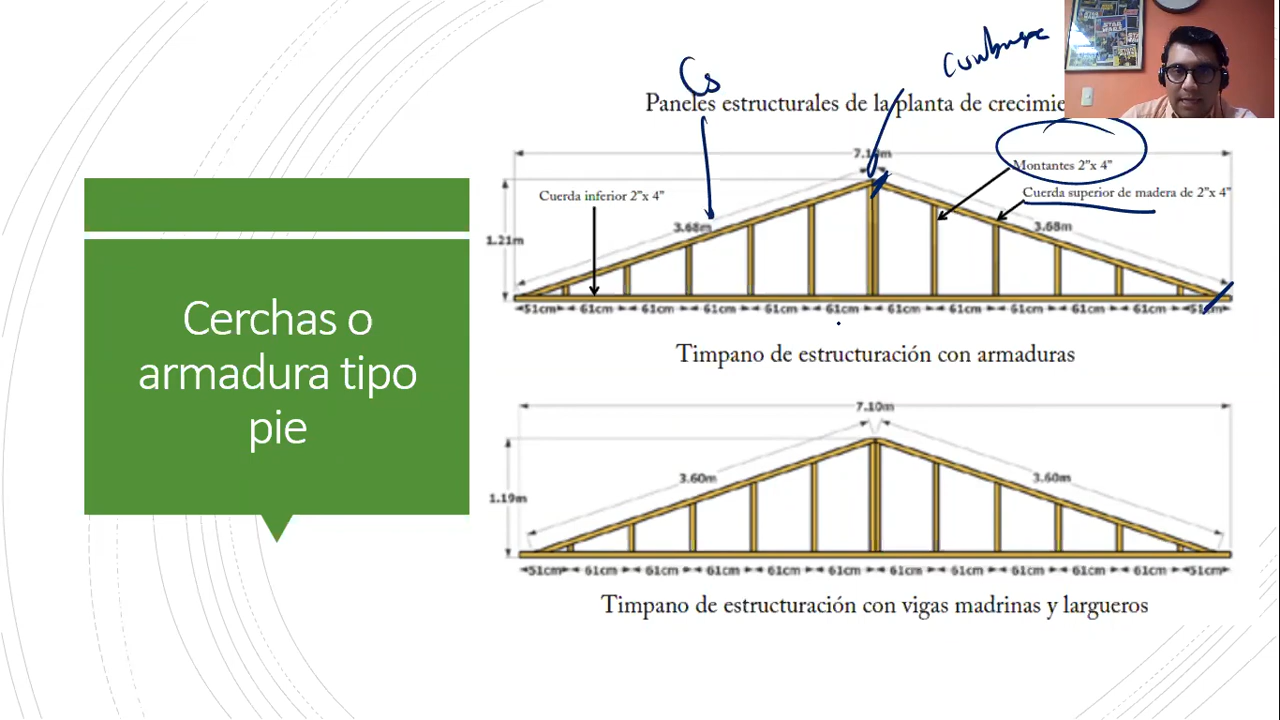 Cerchas o
armadura tipo
pie
Cs
Cumbrera
Paneles estructurales de la planta de crecimie
7.10m
Montantes 2"x 4"
Cuerda inferior 2"x 4"
Cuerda superior de madera de 2"x 4"
3.68m
3.68m
1.21m
51cm 61cm 61cm 61cm 61cm 61cm 61cm 61cm 61cm 61cm 61cm 51cm
Timpano de estructuración con armaduras
7.10m
3.60m
3.60m
1.19m
51cm 61cm 61cm 61cm 61cm 61cm 61cm 61cm 61cm 61cm 61cm 51cm
Timpano de estructuración con vigas madrinas y largueros